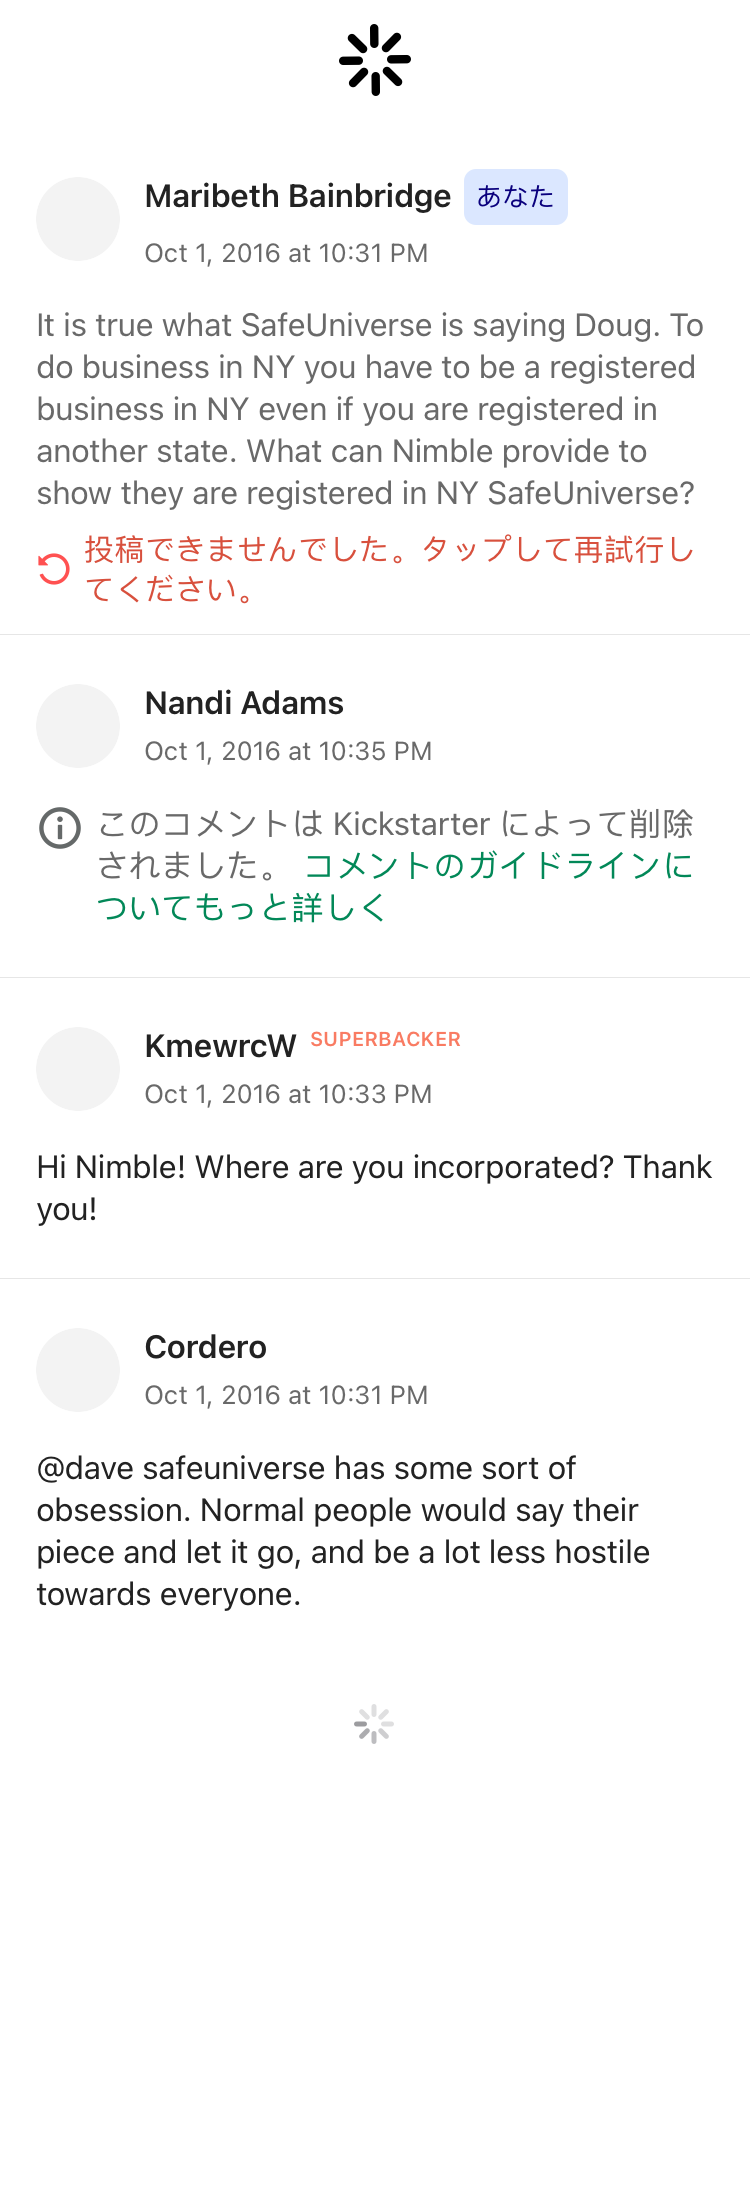 Maribeth Bainbridge あなた
Oct 1, 2016 at 10:31 PM
It is true what SafeUniverse is saying Doug. To
do business in NY you have to be a registered
business in NY even if you are registered in
another state. What can Nimble provide to
show they are registered in NY SafeUniverse?
投稿できませんでした。タップして再試行し
てください。
Nandi Adams
Oct 1, 2016 at 10:35 PM
このコメントは Kickstarter によって削除
されました。 コメントのガイドラインに
ついてもっと詳しく
KmewrcW SUPERBACKER
Oct 1, 2016 at 10:33 PM
Hi Nimble! Where are you incorporated? Thank
you!
Cordero
Oct 1, 2016 at 10:31 PM
@dave safeuniverse has some sort of
obsession. Normal people would say their
piece and let it go, and be a lot less hostile
towards everyone.